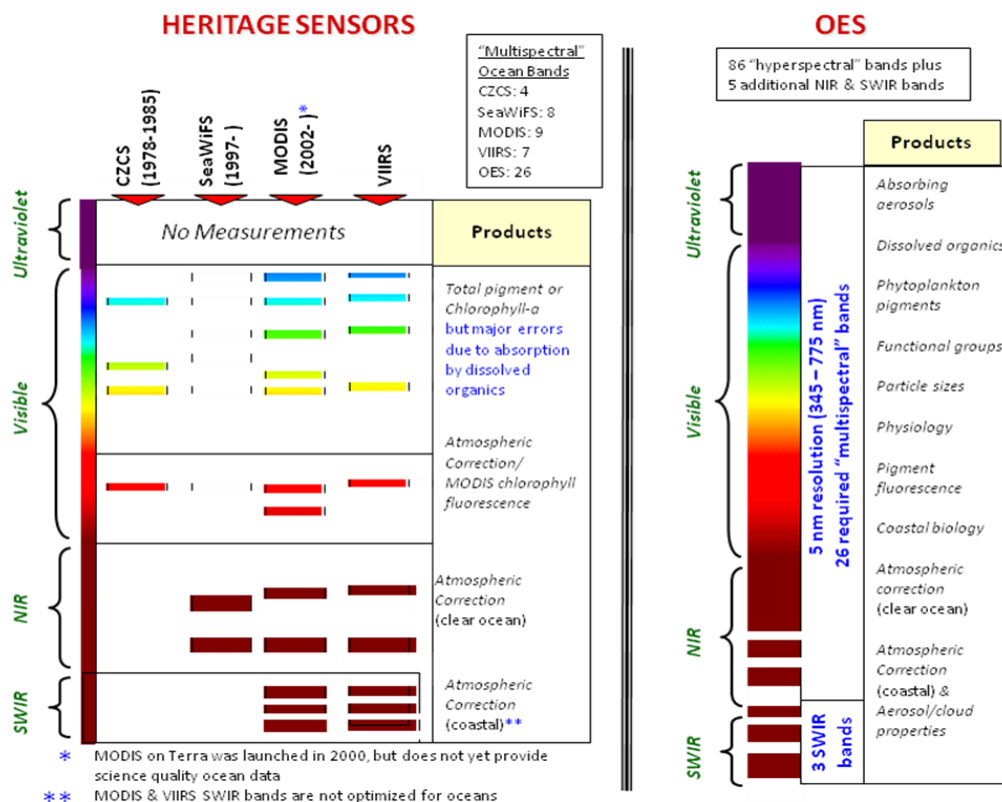 HERITAGE SENSORS
OES
"Multispectral"
Ocean Bands
CZCS: 4
SeaWiFS: 8
MODIS: 9
VIIRS: 7
OES: 26
86 "hyperspectral" bands plus
5 additional NIR & SWIR bands
CZCS
(1978-1985)
SeaWiFS
(1997- )
MODIS
(2002- )*
VIIRS
Ultraviolet
No Measurements
Products
Visible
Total pigment or
Chlorophyll-a
but major errors
due to absorption
by dissolved
organics
Atmospheric
Correction/
MODIS chlorophyll
fluorescence
NIR
Atmospheric
Correction
(clear ocean)
SWIR
Atmospheric
Correction
(coastal)**
* MODIS on Terra was launched in 2000, but does not yet provide
science quality ocean data
** MODIS & VIIRS SWIR bands are not optimized for oceans
Products
Ultraviolet
Visible
NIR
SWIR
5 nm resolution (345 – 775 nm)
26 required "multispectral" bands
3 SWIR
bands
Absorbing
aerosols
Dissolved organics
Phytoplankton
pigments
Functional groups
Particle sizes
Physiology
Pigment
fluorescence
Coastal biology
Atmospheric
correction
(clear ocean)
Atmospheric
Correction
(coastal) &
Aerosol/cloud
properties